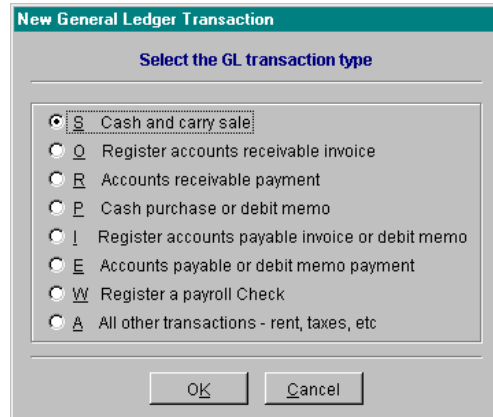 New General Ledger Transaction
Select the GL transaction type
S Cash and carry sale
O Register accounts receivable invoice
R Accounts receivable payment
P Cash purchase or debit memo
I Register accounts payable invoice or debit memo
E Accounts payable or debit memo payment
W Register a payroll Check
A All other transactions - rent, taxes, etc
OK Cancel